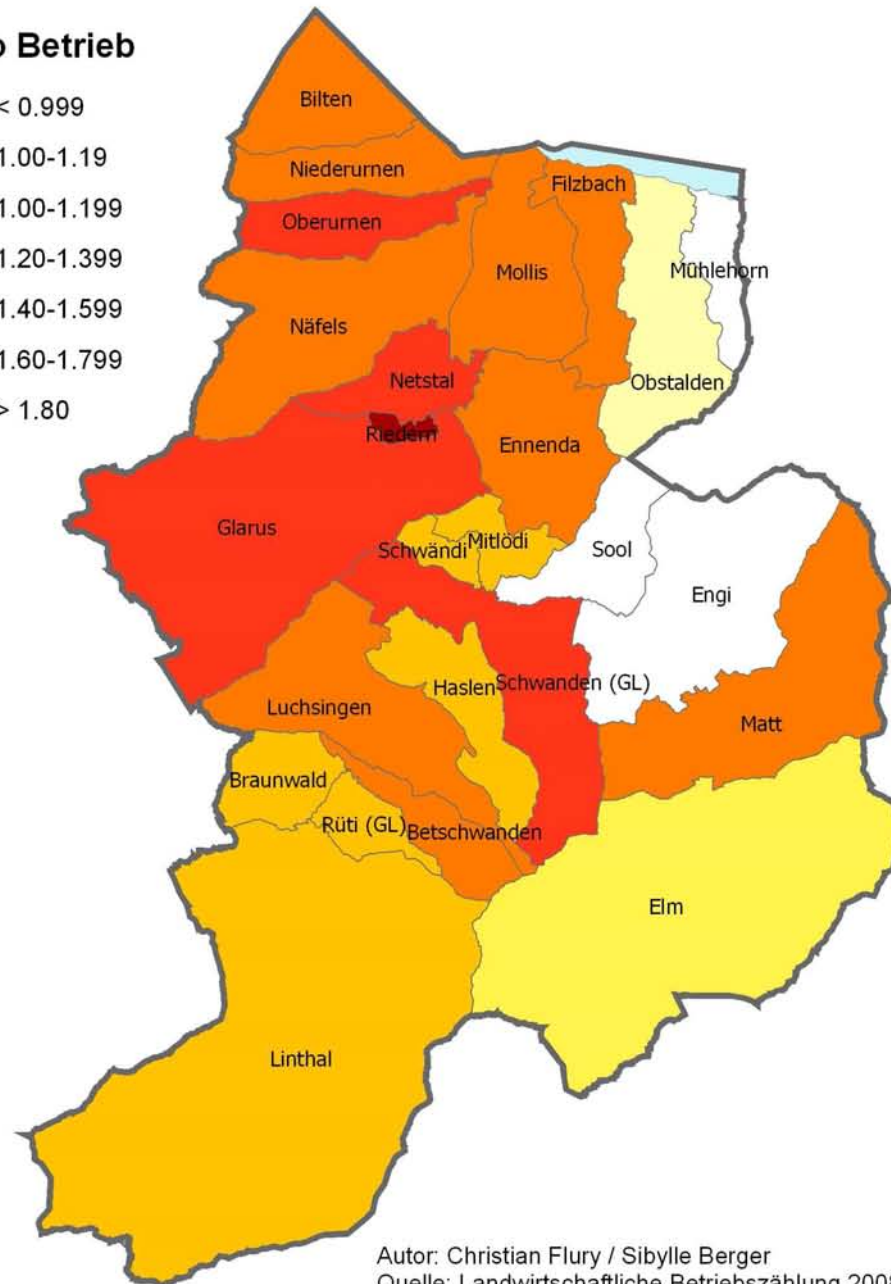 Betrieb
< 0.999
1.00-1.19
1.00-1.199
1.20-1.399
1.40-1.599
1.60-1.799
> 1.80
Bilten
Niederurnen
Filzbach
Oberurnen
Mollis
Mühlehorn
Näfels
Netstal
Obstalden
Riedern
Ennenda
Glarus
Schwändi
Mitlödi
Sool
Engi
Haslen
Schwanden (GL)
Luchsingen
Matt
Braunwald
Rüti (GL)
Betschwanden
Elm
Linthal
Autor: Christian Flury / Sibylle Berger
Quelle: Landwirtschaftliche Betriebszählung